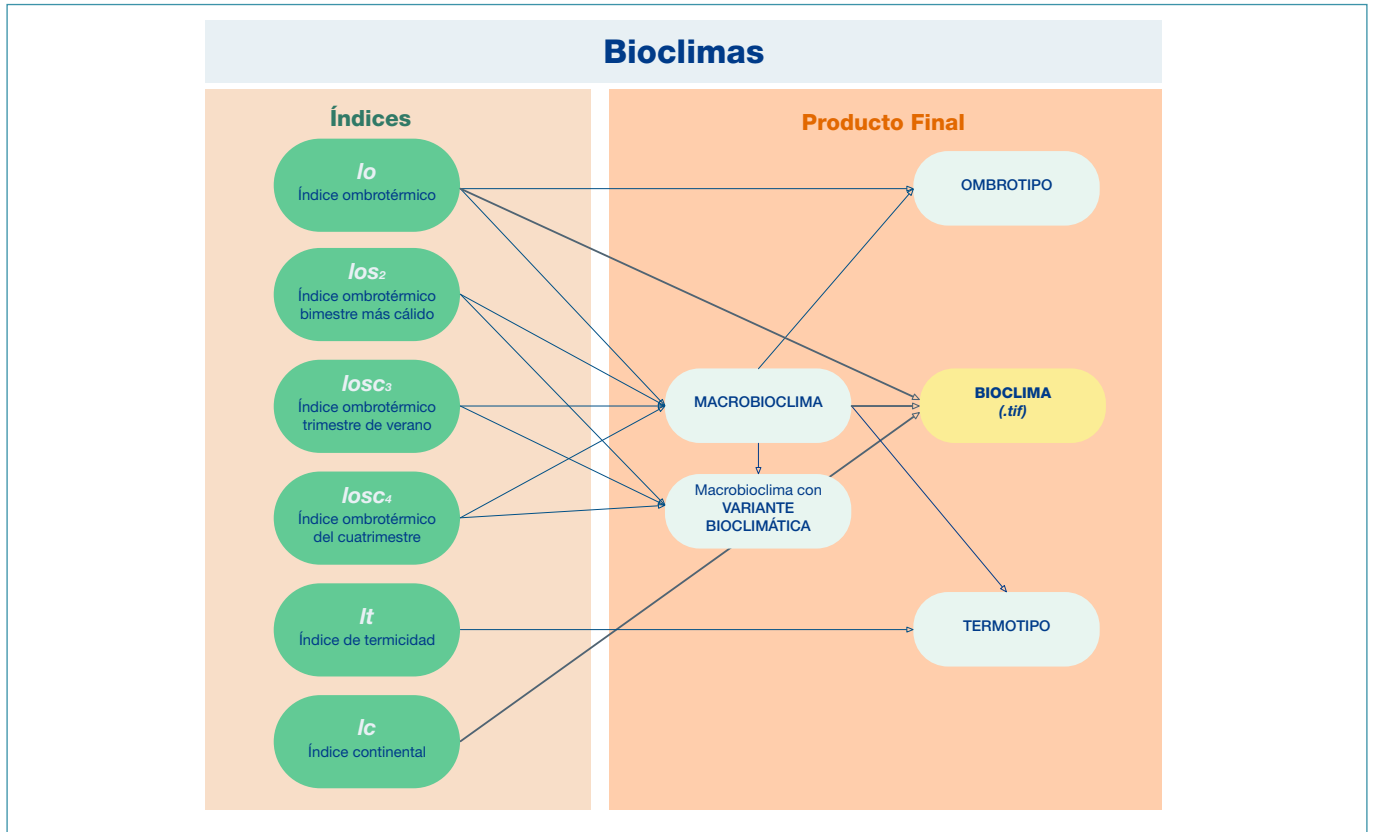 Bioclimas
Índices
Io
Índice ombrotérmico
Ios2
Índice ombrotérmico
bimestre más cálido
Iosc3
Índice ombrotérmico
trimestre de verano
Iosc4
Índice ombrotérmico
del cuatrimestre
It
Índice de termicidad
Ic
Índice continental
Producto Final
OMBROTIPO
MACROBIOCLIMA
BIOCLIMA
(.tif)
Macrobioclima con
VARIANTE
BIOCLIMÁTICA
TERMOTIPO